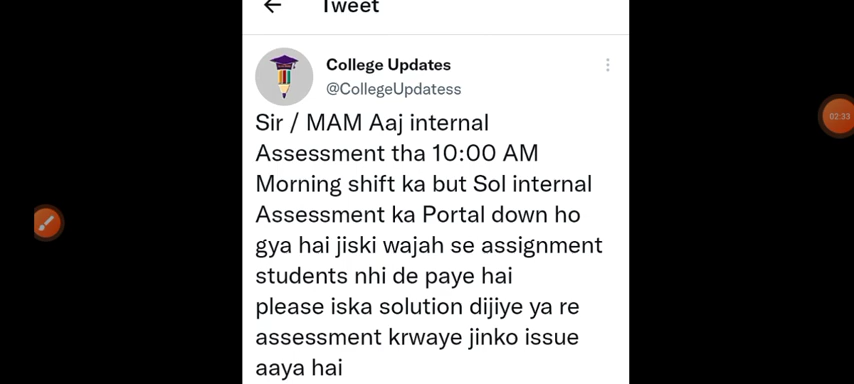 Tweet
College Updates
@CollegeUpdatess
Sir / MAM Aaj internal
Assessment tha 10:00 AM
Morning shift ka but Sol internal
Assessment ka Portal down ho
gya hai jiski wajah se assignment
students nhi de paye hai
please iska solution dijiye ya re
assessment krwaye jinko issue
aaya hai
02:33